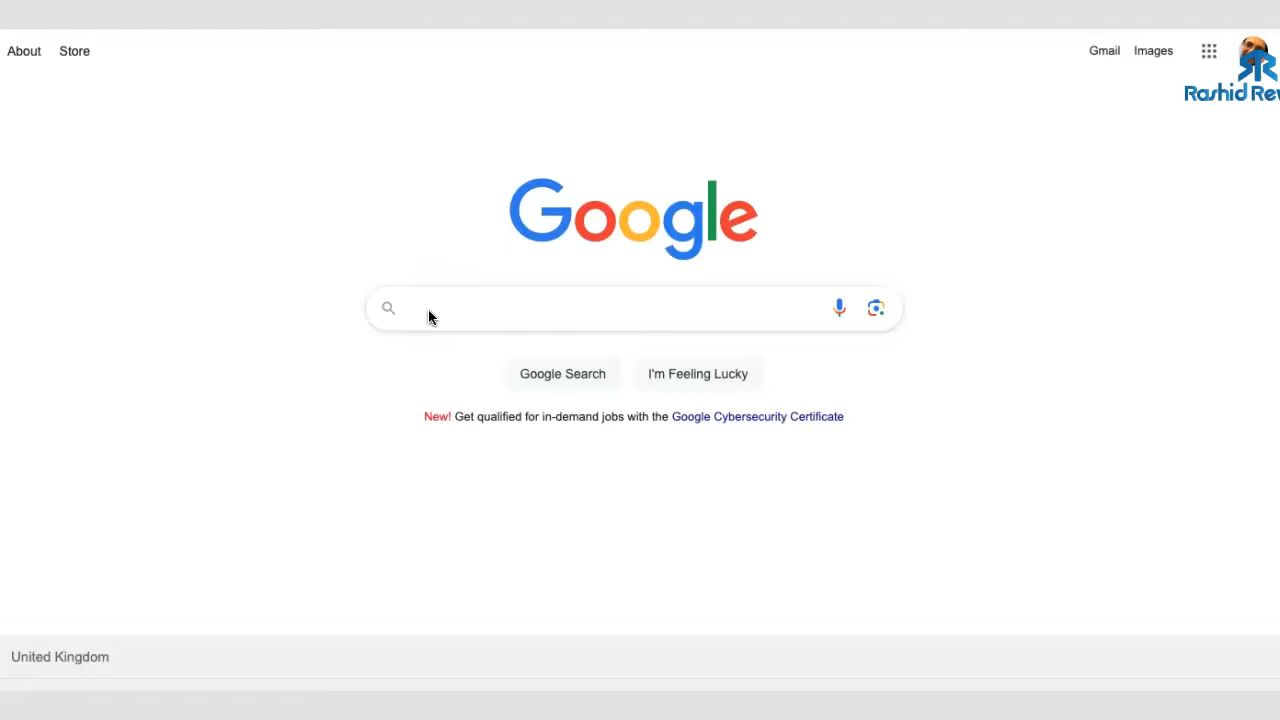 About Store
Gmail Images
Rashid
Google
Google Search I'm Feeling Lucky
New! Get qualified for in-demand jobs with the Google Cybersecurity Certificate
United Kingdom